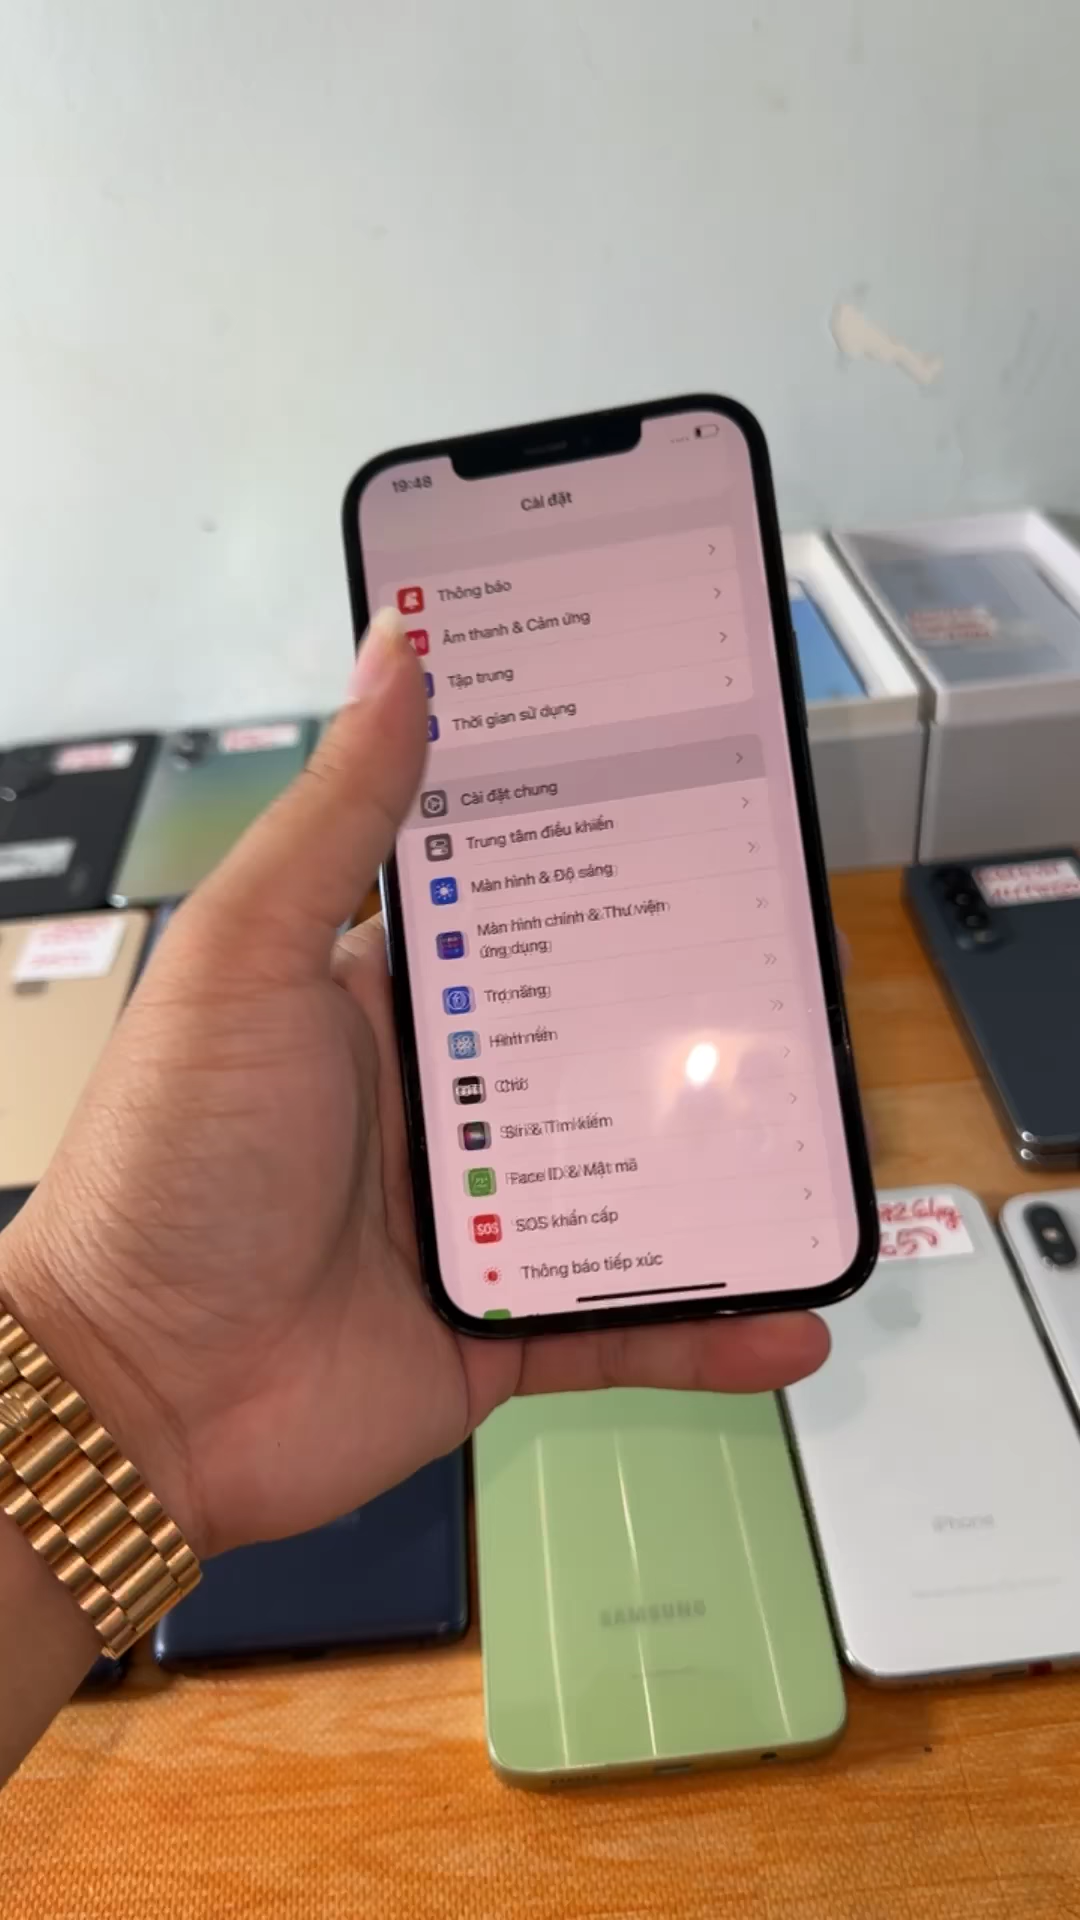 19:48
Cài đặt
Thông báo
Âm thanh & Cảm ứng
Tập trung
Thời gian sử dụng
Cài đặt chung
Trung tâm điều khiển
Màn hình & Độ sáng
Màn hình chính & Thư viện
ứng dụng
Trợ năng
Hình nền
Chờ
Siri & Tìm kiếm
Face ID & Mật mã
SOS
SOS khẩn cấp
Thông báo tiếp xúc
SAMSUNG
iPhone